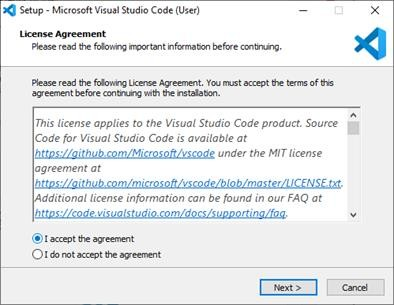 Setup - Microsoft Visual Studio Code (User)
License Agreement
Please read the following important information before continuing.
Please read the following License Agreement. You must accept the terms of this
agreement before continuing with the installation.
This license applies to the Visual Studio Code product. Source
Code for Visual Studio Code is available at
https://github.com/Microsoft/vscode under the MIT license
agreement at
https://github.com/microsoft/vscode/blob/master/LICENSE.txt.
Additional license information can be found in our FAQ at
https://code.visualstudio.com/docs/supporting/faq.
I accept the agreement
I do not accept the agreement
Next >
Cancel